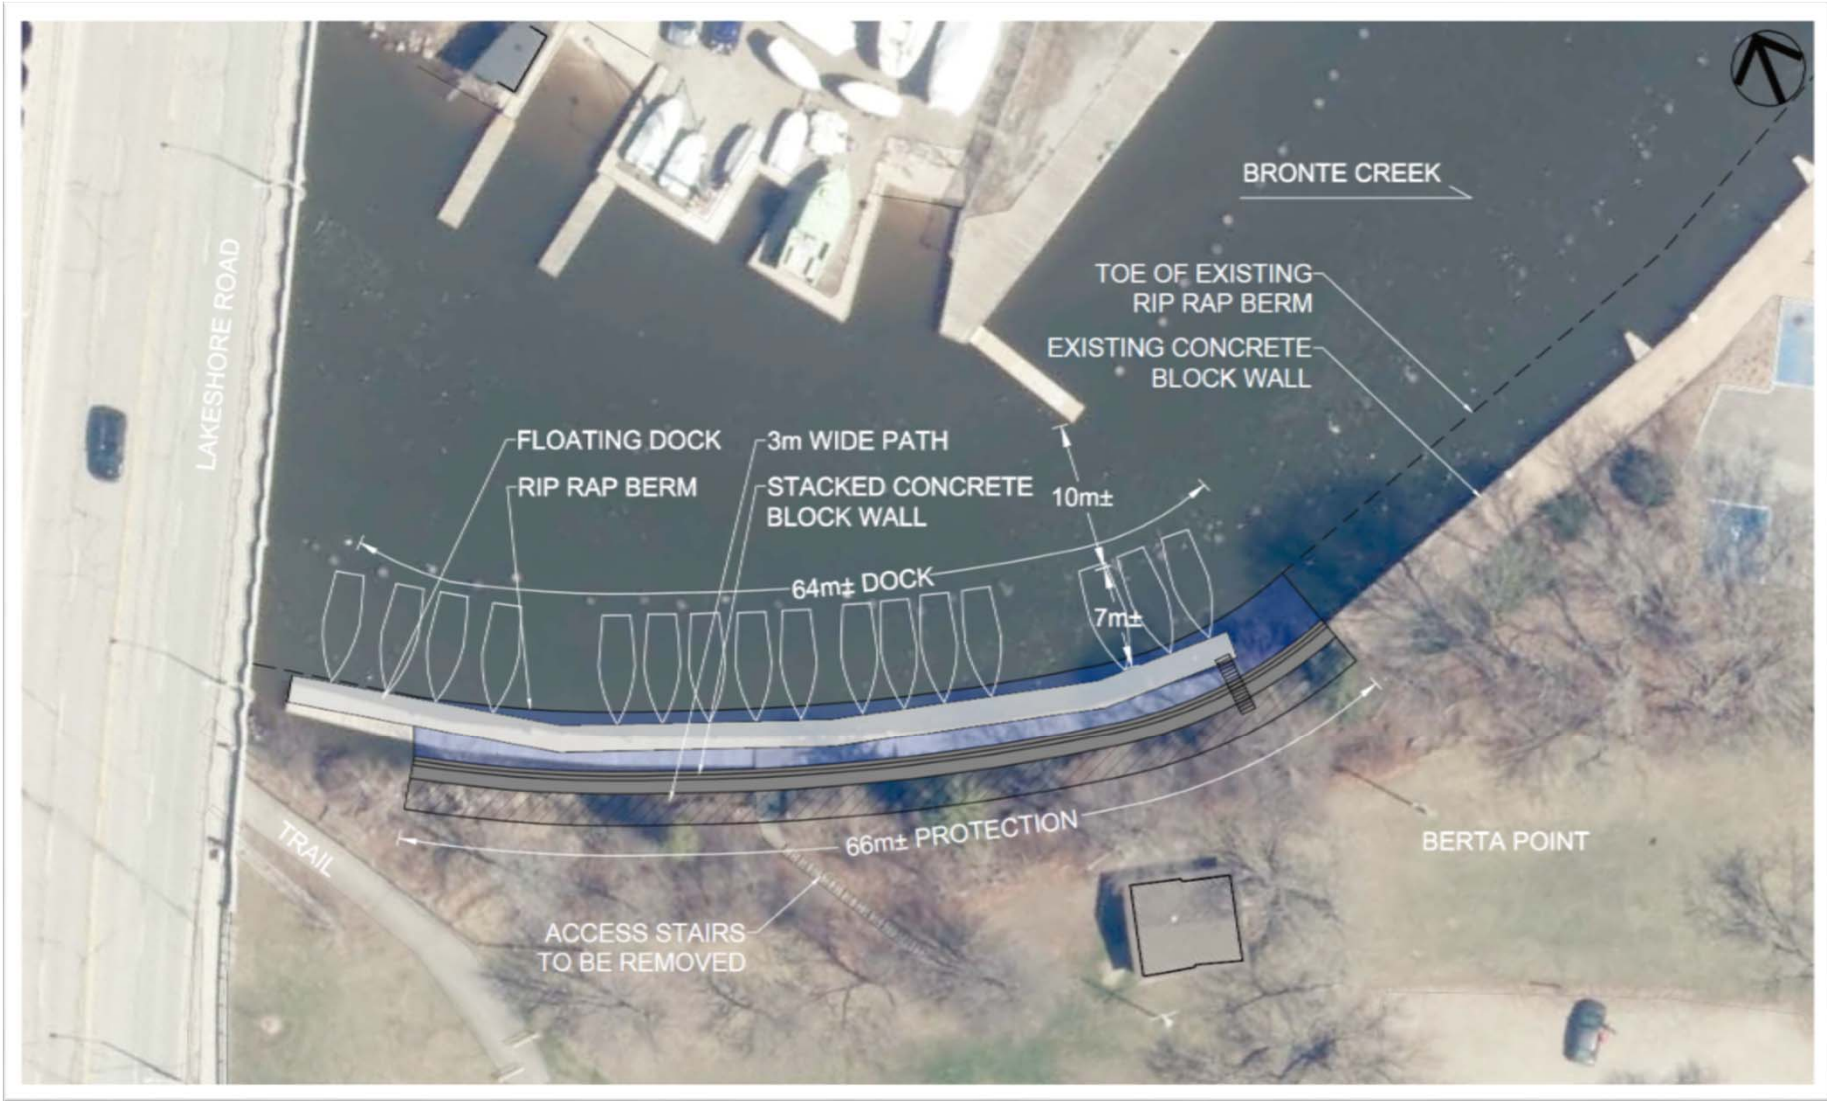 BRONTE CREEK
TOE OF EXISTING
RIP RAP BERM
EXISTING CONCRETE
BLOCK WALL
LAKESHORE ROAD
FLOATING DOCK
RIP RAP BERM
3m WIDE PATH
STACKED CONCRETE
BLOCK WALL
10m±
64m± DOCK
7m±
66m± PROTECTION
TRAIL
BERTA POINT
ACCESS STAIRS
TO BE REMOVED